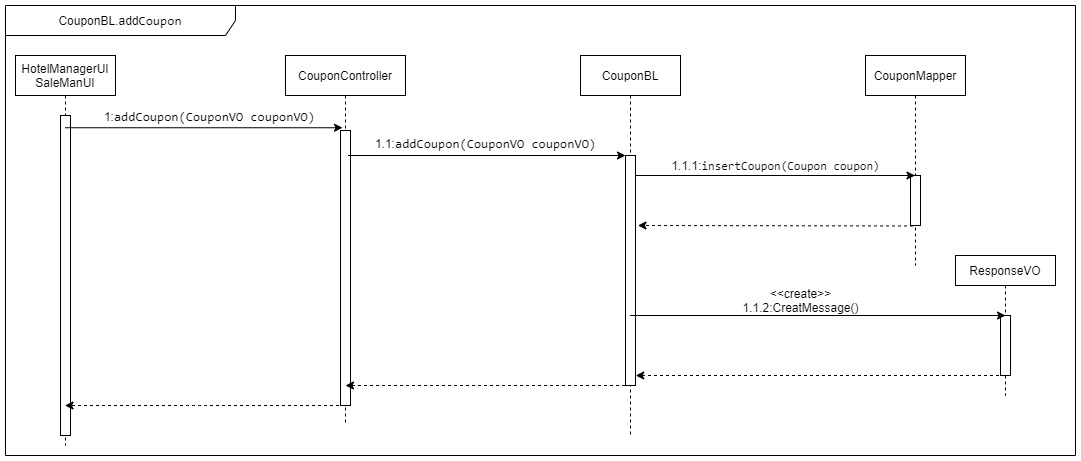 CouponBL.addCoupon
HotelManagerUI
SaleManUI
CouponController
CouponBL
CouponMapper
1:addCoupon(CouponVO couponVO)
1.1:addCoupon(CouponVO couponVO)
1.1.1:insertCoupon(Coupon coupon)
ResponseVO
<<create>>
1.1.2:CreatMessage()